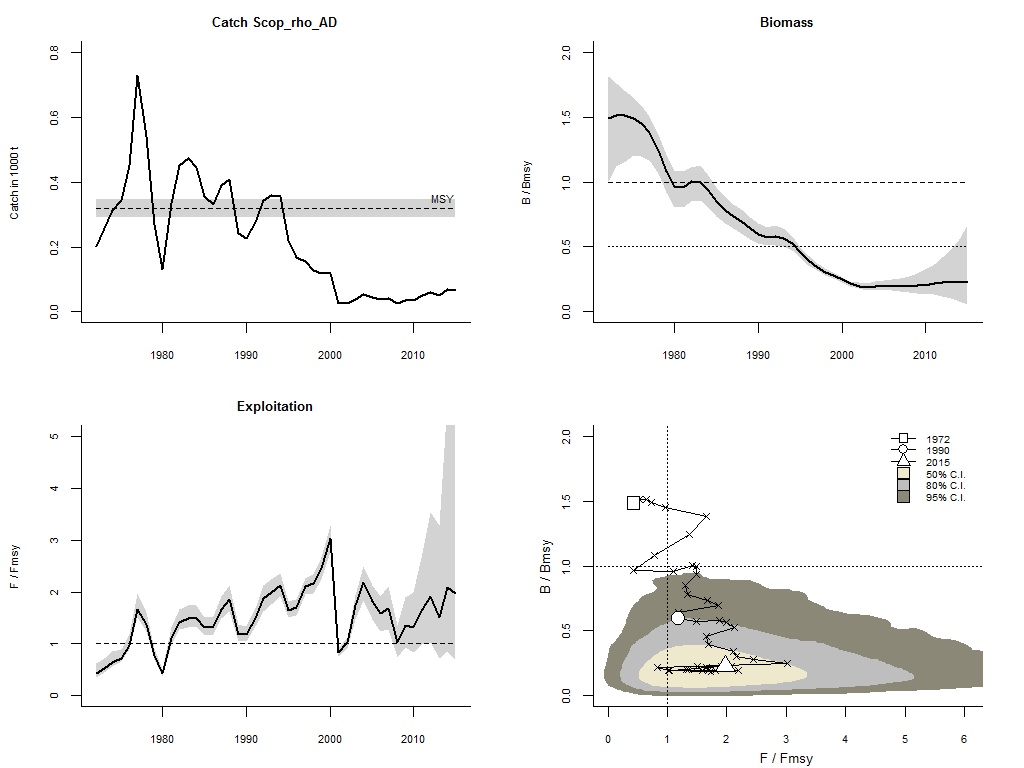 Catch Scop_rho_AD
Catch in 1000 t
0.8
0.6
0.4
0.2
0.0
MSY
1980 1990 2000 2010
Biomass
B / Bmsy
2.0
1.5
1.0
0.5
0.0
1980 1990 2000 2010
Exploitation
F / Fmsy
5
4
3
2
1
0
1980 1990 2000 2010
B / Bmsy
2.0
1.5
1.0
0.5
0.0
1972
1990
2015
50% C.I.
80% C.I.
95% C.I.
0 1 2 3 4 5 6
F / Fmsy